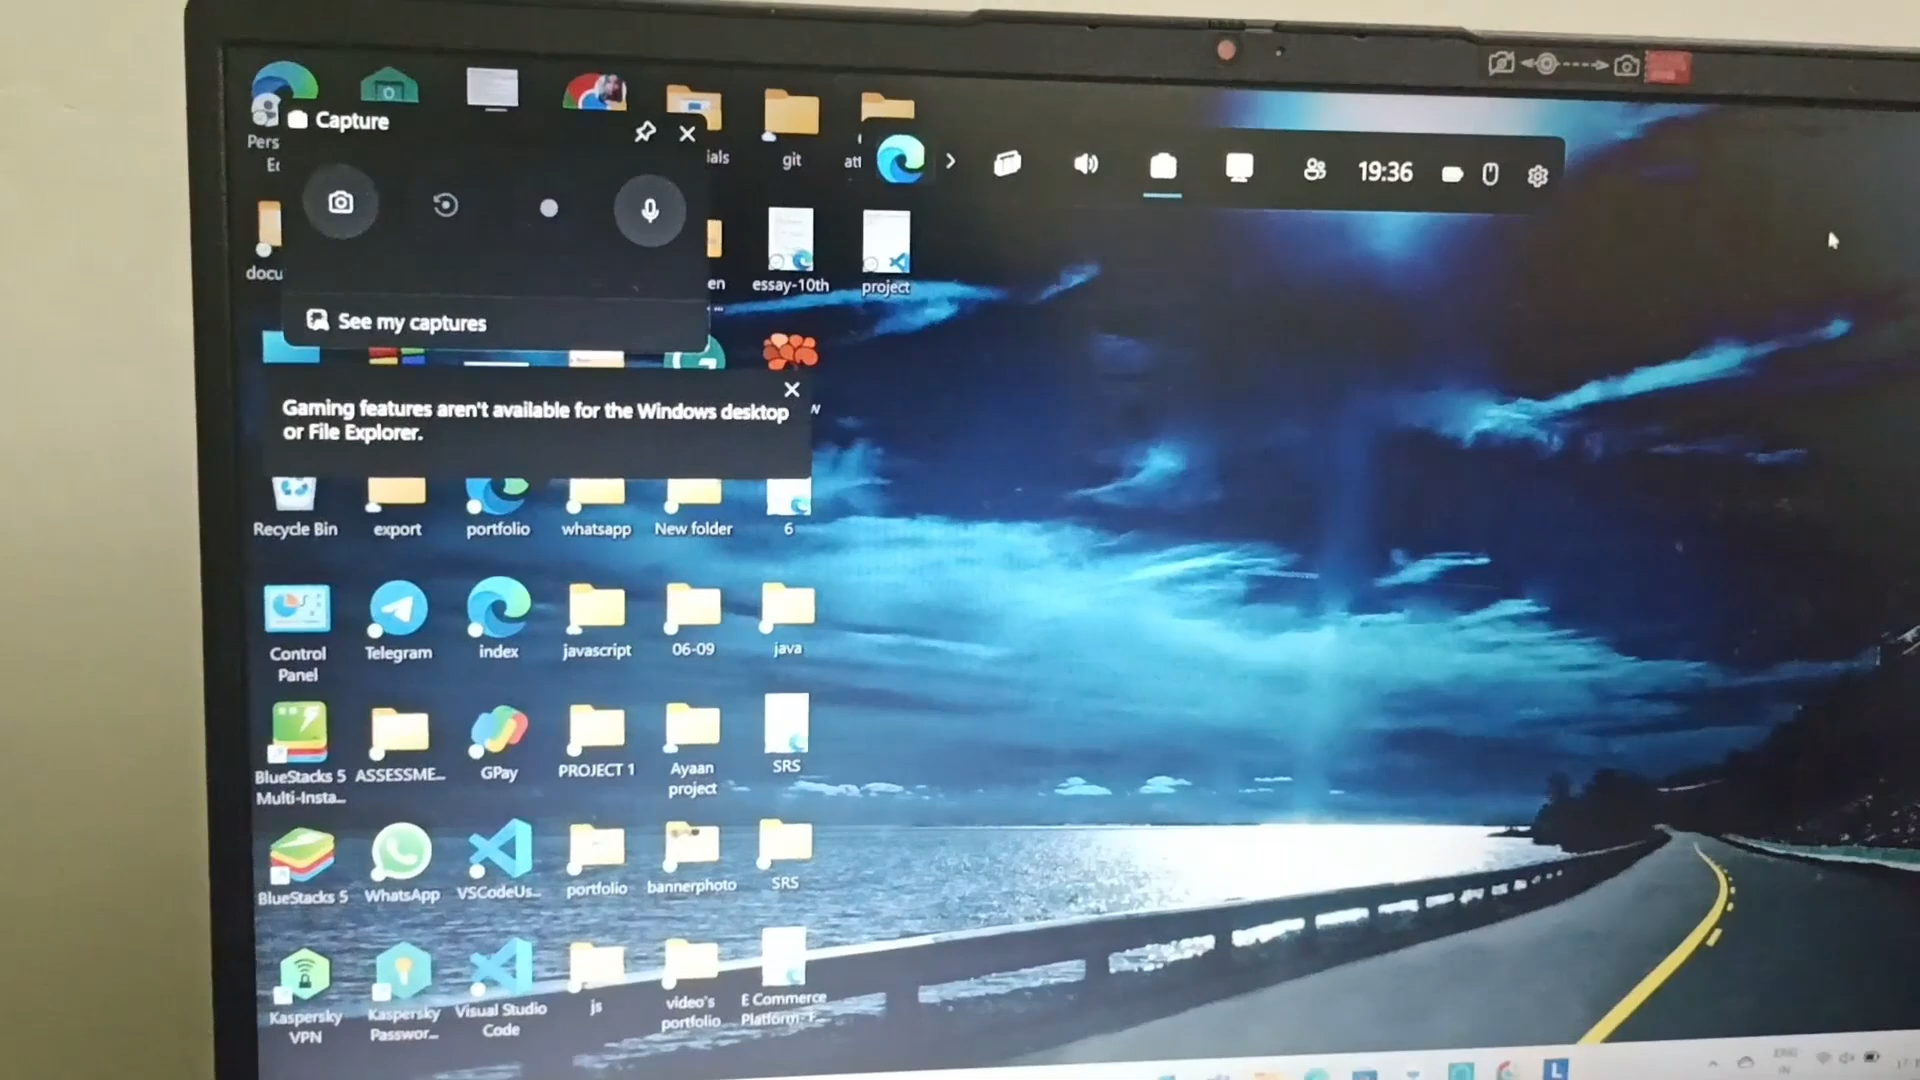 Capture
19:36
git
essay-10th
project
See my captures
Gaming features aren't available for the Windows desktop
or File Explorer.
Recycle Bin
export
portfolio
whatsapp
New folder
6
Control
Panel
Telegram
index
javascript
06-09
java
BlueStacks 5
Multi-Insta...
ASSESSME...
GPay
PROJECT 1
Ayaan
project
SRS
BlueStacks 5
WhatsApp
VSCodeUs...
portfolio
bannerphoto
SRS
Kaspersky
VPN
Kaspersky
Passwor...
Visual Studio
Code
js
video's
portfolio
E Commerce
Platform-
ENG
IN